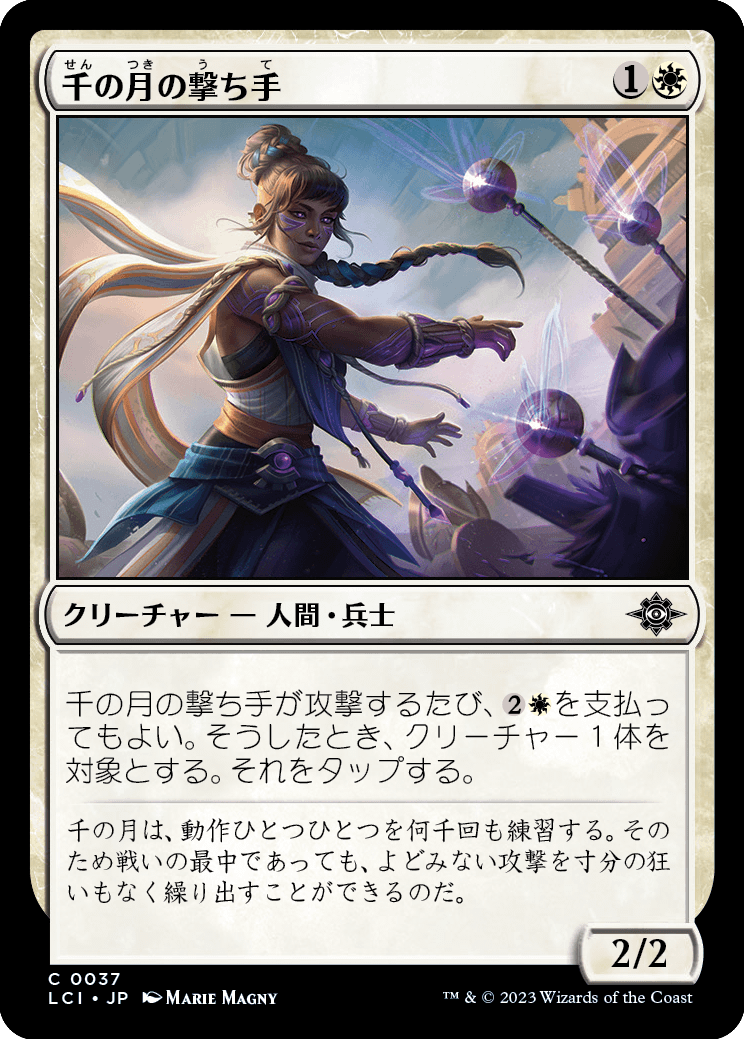 千の月の撃ち手
せん つき う て
1
クリーチャー — 人間・兵士
千の月の撃ち手が攻撃するたび、2を支払っ
てもよい。そうしたとき、クリーチャー1体を
対象とする。それをタップする。
千の月は、動作ひとつひとつを何千回も練習する。その
ため戦いの最中であっても、よどみない攻撃を寸分の狂
いもなく繰り出すことができるのだ。
2/2
C 0037
LCI • JP MARIE MAGNY
™ & © 2023 Wizards of the Coast